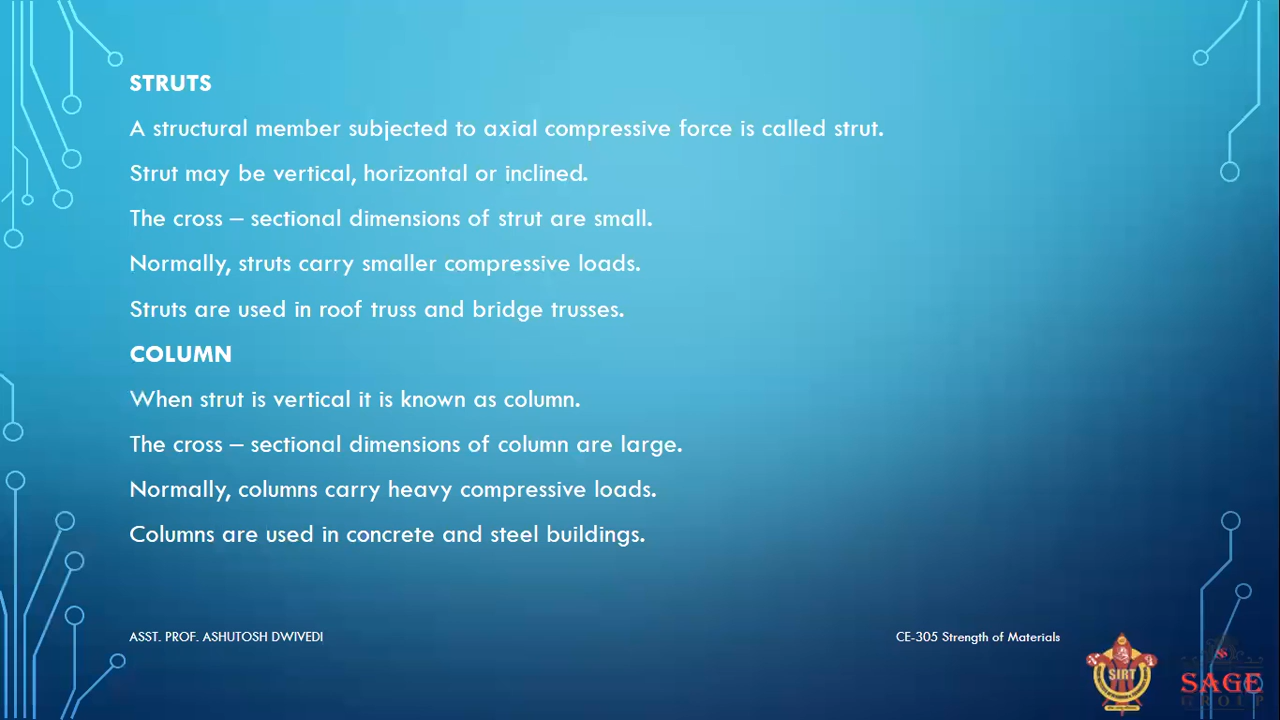 STRUTS
A structural member subjected to axial compressive force is called strut.
Strut may be vertical, horizontal or inclined.
The cross – sectional dimensions of strut are small.
Normally, struts carry smaller compressive loads.
Struts are used in roof truss and bridge trusses.
COLUMN
When strut is vertical it is known as column.
The cross – sectional dimensions of column are large.
Normally, columns carry heavy compressive loads.
Columns are used in concrete and steel buildings.
ASST. PROF. ASHUTOSH DWIVEDI
CE-305 Strength of Materials
SIRT
SAGE
GROUP